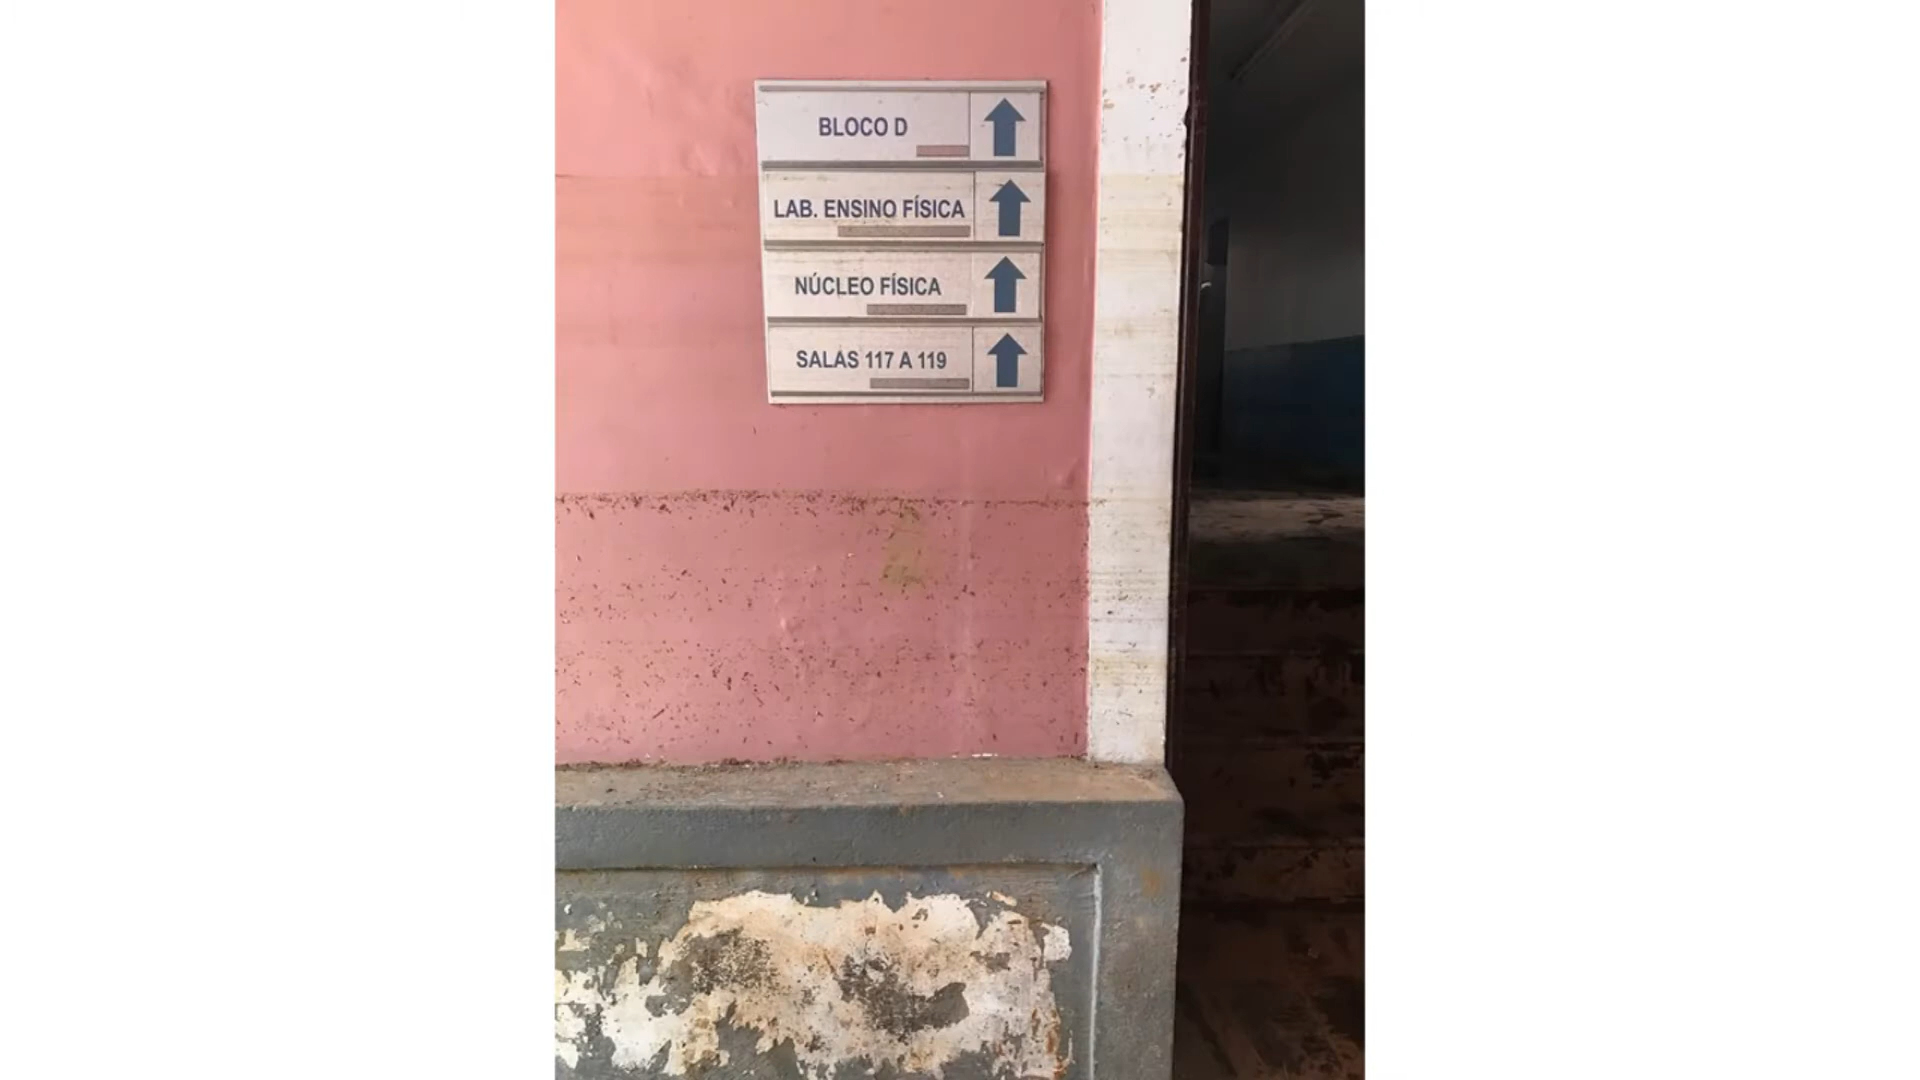 BLOCO D
LAB. ENSINO FÍSICA
NÚCLEO FÍSICA
SALAS 117 A 119